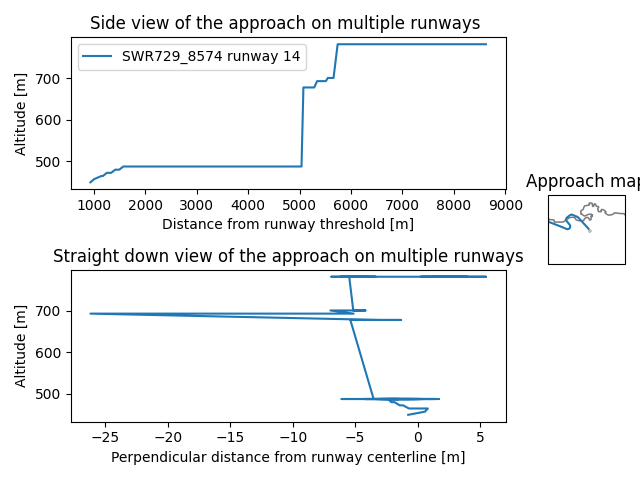 Side view of the approach on multiple runways
SWR729_8574 runway 14
Altitude [m]
700
600
500
1000 2000 3000 4000 5000 6000 7000 8000 9000
Distance from runway threshold [m]
Approach map
Straight down view of the approach on multiple runways
Altitude [m]
700
600
500
−25 −20 −15 −10 −5 0 5
Perpendicular distance from runway centerline [m]